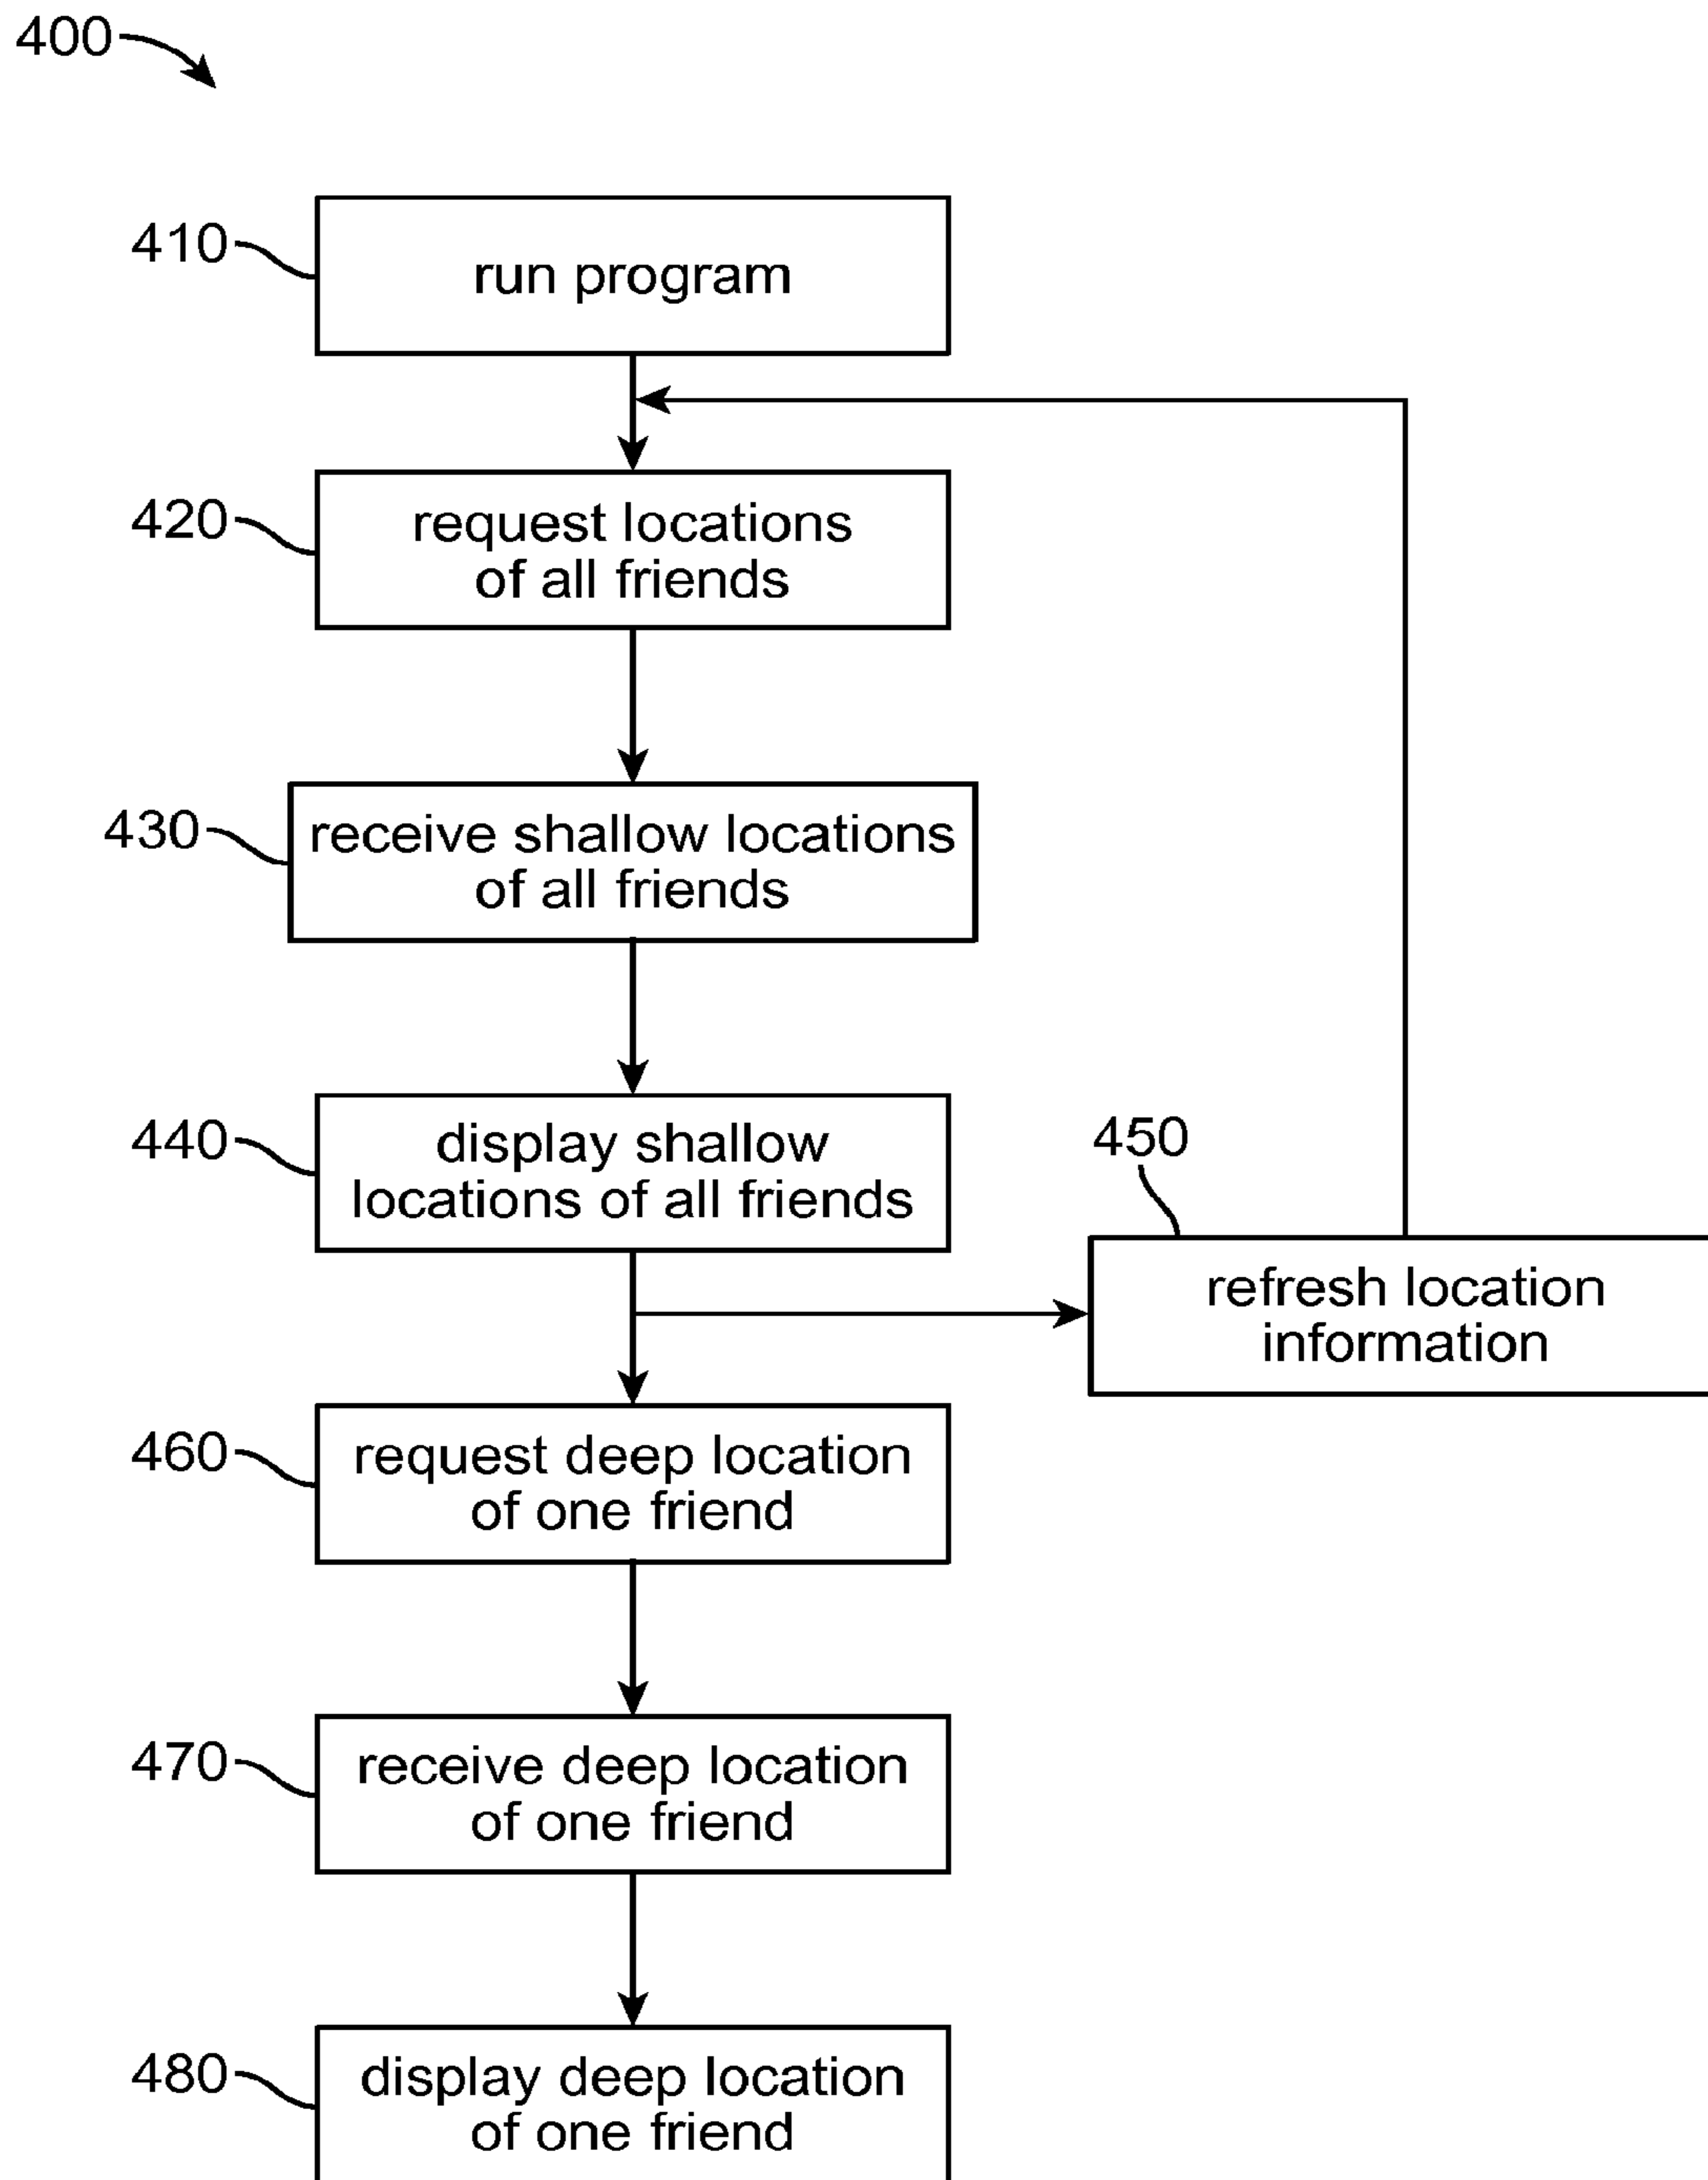 400
410
run program
420
request locations
of all friends
430
receive shallow locations
of all friends
440
display shallow
locations of all friends
450
refresh location
information
460
request deep location
of one friend
470
receive deep location
of one friend
480
display deep location
of one friend